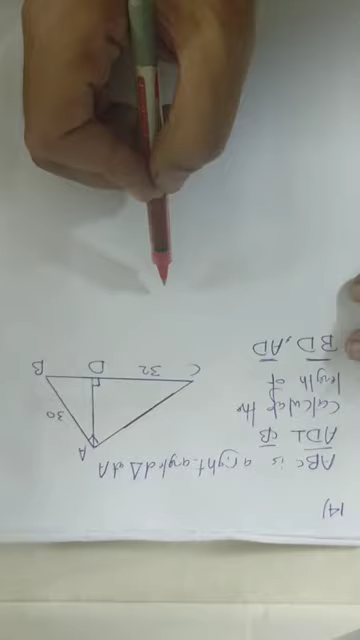 14)
ABC is a right-angled Δ at A
AD ⊥ CB
Calculate the
length of
BD, AD
A
30
B
D
32
C